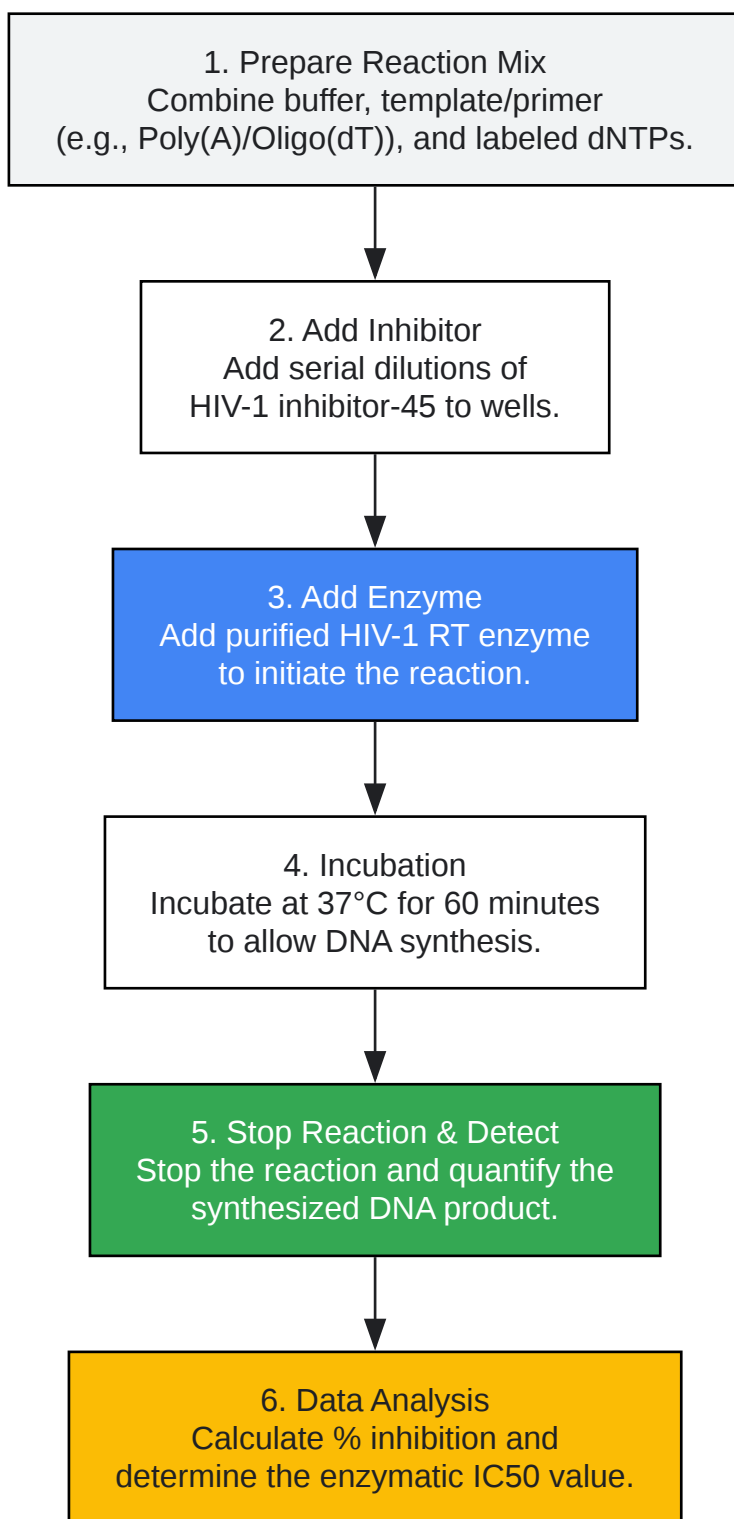 1. Prepare Reaction Mix
Combine buffer, template/primer
(e.g., Poly(A)/Oligo(dT)), and labeled dNTPs.
2. Add Inhibitor
Add serial dilutions of
HIV-1 inhibitor-45 to wells.
3. Add Enzyme
Add purified HIV-1 RT enzyme
to initiate the reaction.
4. Incubation
Incubate at 37°C for 60 minutes
to allow DNA synthesis.
5. Stop Reaction & Detect
Stop the reaction and quantify the
synthesized DNA product.
6. Data Analysis
Calculate % inhibition and
determine the enzymatic IC50 value.